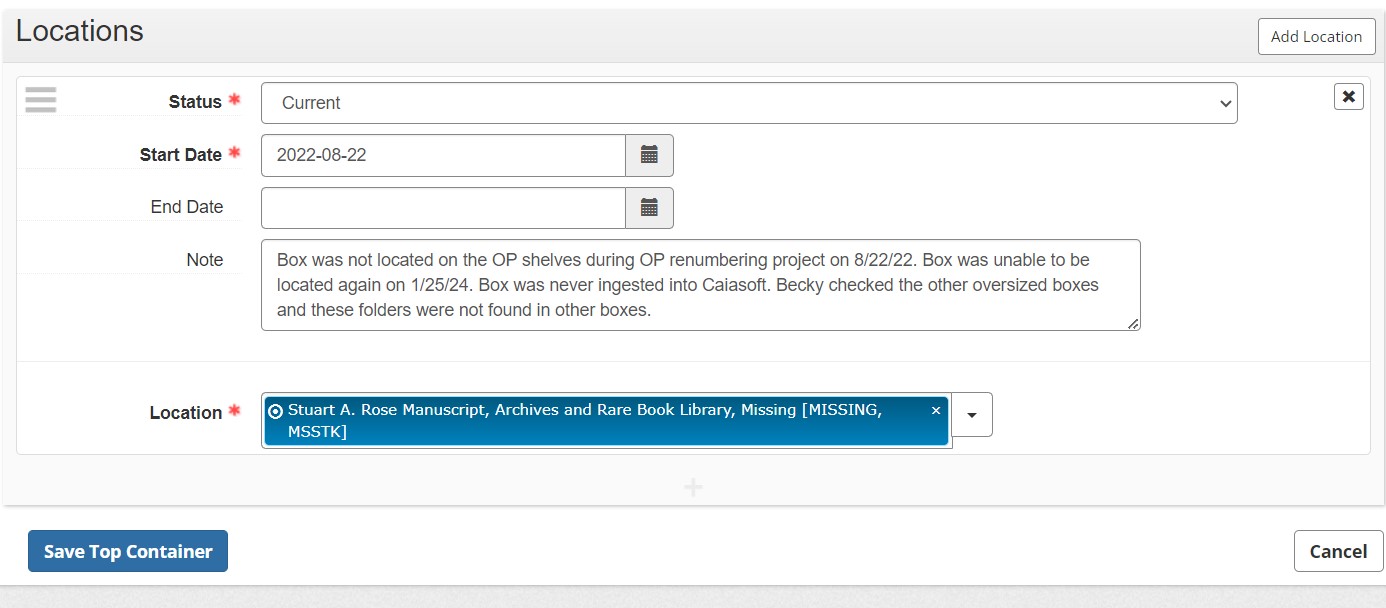 Locations
Add Location
Status *
Current
Start Date *
2022-08-22
End Date
Note
Box was not located on the OP shelves during OP renumbering project on 8/22/22. Box was unable to be
located again on 1/25/24. Box was never ingested into Caiasoft. Becky checked the other oversized boxes
and these folders were not found in other boxes.
Location *
Stuart A. Rose Manuscript, Archives and Rare Book Library, Missing [MISSING,
MSSTK]
Save Top Container
Cancel